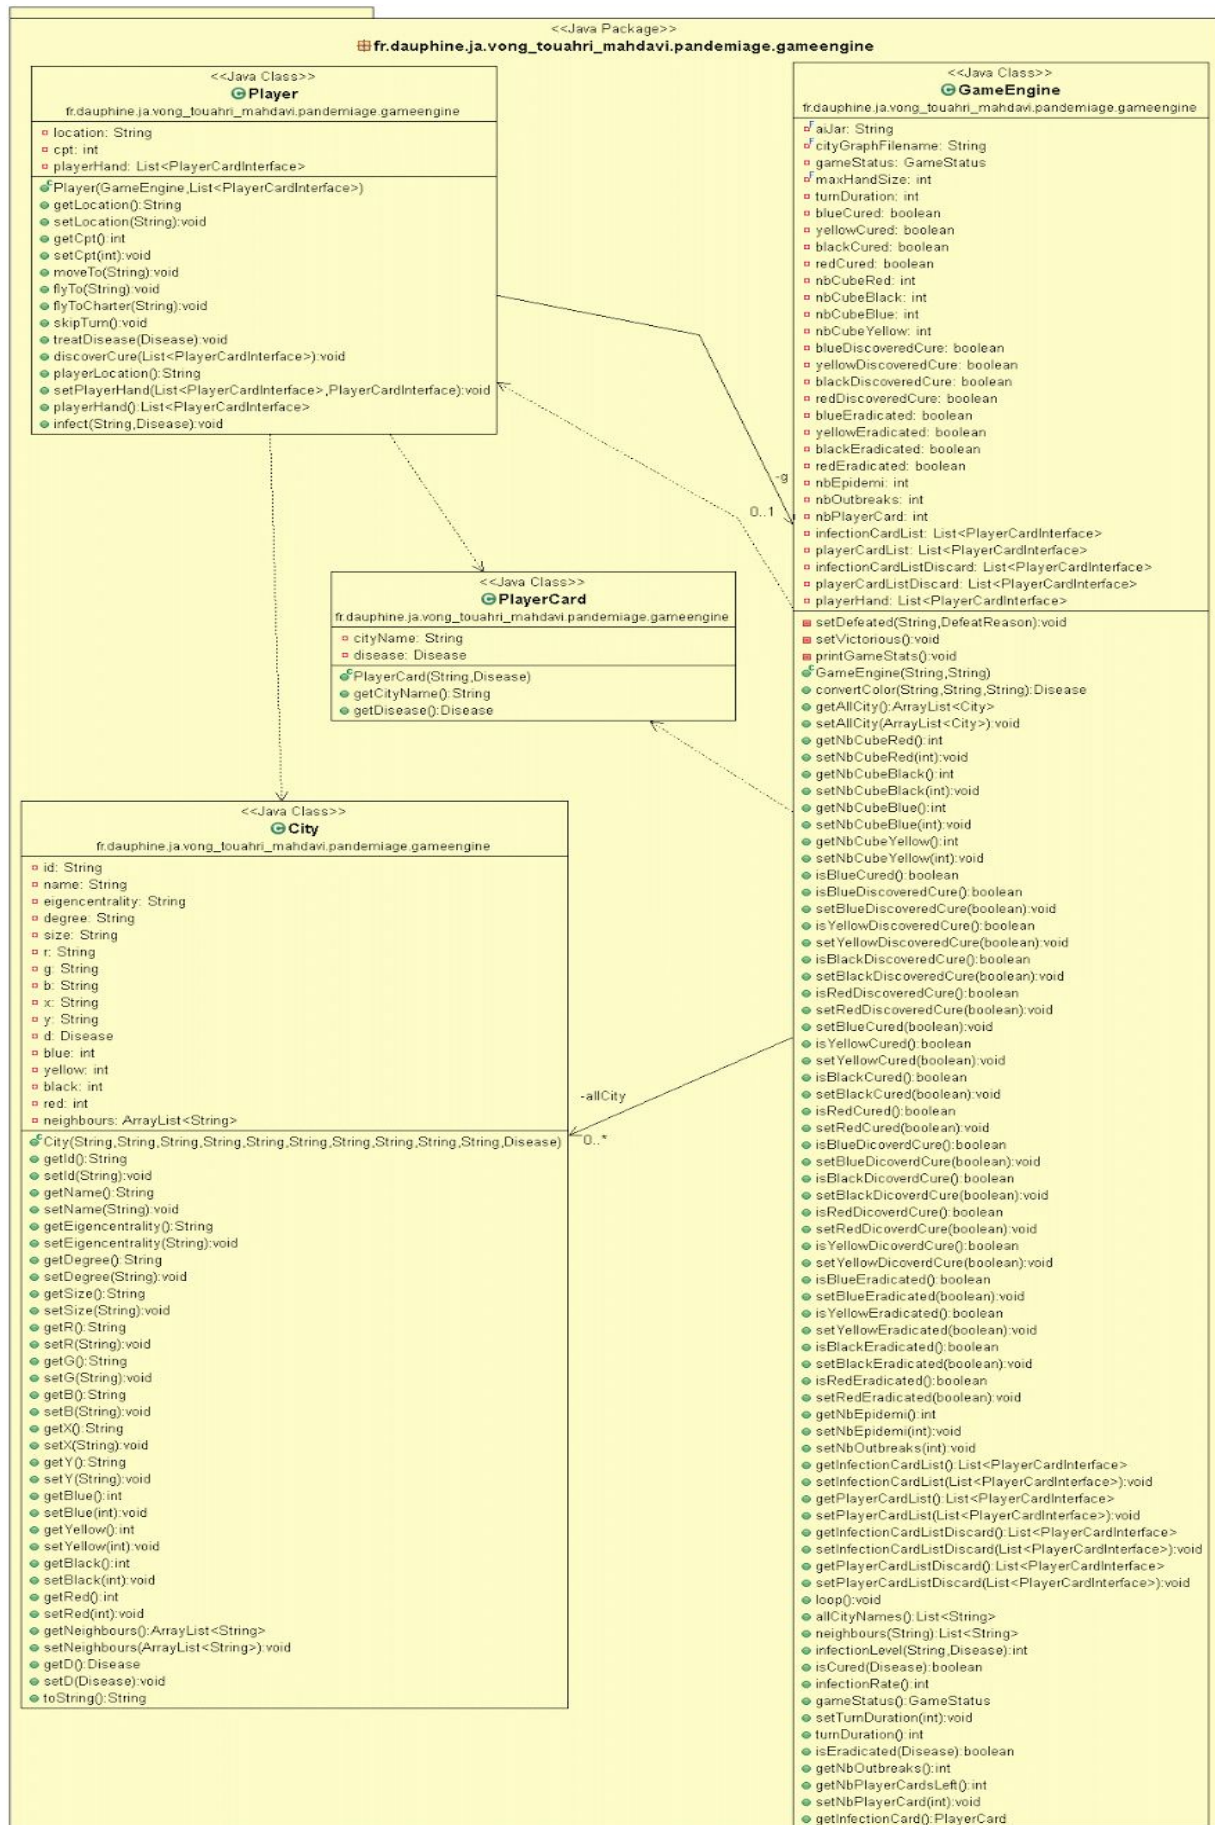 <<Java Package>>
fr.dauphine.ja.vong_touahri_mahdavi.pandemiage.gameengine
<<Java Class>>
Player
fr.dauphine.ja.vong_touahri_mahdavi.pandemiage.gameengine
location: String
cpt: int
playerHand: List<PlayerCardInterface>
Player(GameEngine,List<PlayerCardInterface>)
getLocation():String
setLocation(String):void
getCpt():int
setCpt(int):void
moveTo(String):void
flyTo(String):void
flyToCharter(String):void
skipTurn():void
treatDisease(Disease):void
discoverCure(List<PlayerCardInterface>):void
playerLocation():String
setPlayerHand(List<PlayerCardInterface>,PlayerCardInterface):void
playerHand():List<PlayerCardInterface>
infect(String,Disease):void
-g
0..1
<<Java Class>>
PlayerCard
fr.dauphine.ja.vong_touahri_mahdavi.pandemiage.gameengine
cityName: String
disease: Disease
PlayerCard(String,Disease)
getCityName():String
getDisease():Disease
<<Java Class>>
City
fr.dauphine.ja.vong_touahri_mahdavi.pandemiage.gameengine
id: String
name: String
eigencentrality: String
degree: String
size: String
r: String
g: String
b: String
x: String
y: String
d: Disease
blue: int
yellow: int
black: int
red: int
neighbours: ArrayList<String>
City(String,String,String,String,String,String,String,String,String,String,Disease)
getId():String
setId(String):void
getName():String
setName(String):void
getEigencentrality():String
setEigencentrality(String):void
getDegree():String
setDegree(String):void
getSize():String
setSize(String):void
getR():String
setR(String):void
getG():String
setG(String):void
getB():String
setB(String):void
getX():String
setX(String):void
getY():String
setY(String):void
getBlue():int
setBlue(int):void
getYellow():int
setYellow(int):void
getBlack():int
setBlack(int):void
getRed():int
setRed(int):void
getNeighbours():ArrayList<String>
setNeighbours(ArrayList<String>):void
getD():Disease
setD(Disease):void
toString():String
-allCity
0..*
<<Java Class>>
GameEngine
fr.dauphine.ja.vong_touahri_mahdavi.pandemiage.gameengine
aiJar: String
cityGraphFilename: String
gameStatus: GameStatus
maxHandSize: int
turnDuration: int
blueCured: boolean
yellowCured: boolean
blackCured: boolean
redCured: boolean
nbCubeRed: int
nbCubeBlack: int
nbCubeBlue: int
nbCubeYellow: int
blueDiscoveredCure: boolean
yellowDiscoveredCure: boolean
blackDiscoveredCure: boolean
redDiscoveredCure: boolean
blueEradicated: boolean
yellowEradicated: boolean
blackEradicated: boolean
redEradicated: boolean
nbEpidemi: int
nbOutbreaks: int
nbPlayerCard: int
infectionCardList: List<PlayerCardInterface>
playerCardList: List<PlayerCardInterface>
infectionCardListDiscard: List<PlayerCardInterface>
playerCardListDiscard: List<PlayerCardInterface>
playerHand: List<PlayerCardInterface>
setDefeated(String,DefeatReason):void
setVictorious():void
printGameStats():void
GameEngine(String,String)
convertColor(String,String,String):Disease
getAllCity():ArrayList<City>
setAllCity(ArrayList<City>):void
getNbCubeRed():int
setNbCubeRed(int):void
getNbCubeBlack():int
setNbCubeBlack(int):void
getNbCubeBlue():int
setNbCubeBlue(int):void
getNbCubeYellow():int
setNbCubeYellow(int):void
isBlueCured():boolean
isBlueDiscoveredCure():boolean
setBlueDiscoveredCure(boolean):void
isYellowDiscoveredCure():boolean
setYellowDiscoveredCure(boolean):void
isBlackDiscoveredCure():boolean
setBlackDiscoveredCure(boolean):void
isRedDiscoveredCure():boolean
setRedDiscoveredCure(boolean):void
setBlueCured(boolean):void
isYellowCured():boolean
setYellowCured(boolean):void
isBlackCured():boolean
setBlackCured(boolean):void
isRedCured():boolean
setRedCured(boolean):void
isBlueDicoverdCure():boolean
setBlueDicoverdCure(boolean):void
isBlackDicoverdCure():boolean
setBlackDicoverdCure(boolean):void
isRedDicoverdCure():boolean
setRedDicoverdCure(boolean):void
isYellowDicoverdCure():boolean
setYellowDicoverdCure(boolean):void
isBlueEradicated():boolean
setBlueEradicated(boolean):void
isYellowEradicated():boolean
setYellowEradicated(boolean):void
isBlackEradicated():boolean
setBlackEradicated(boolean):void
isRedEradicated():boolean
setRedEradicated(boolean):void
getNbEpidemi():int
setNbEpidemi(int):void
setNbOutbreaks(int):void
getInfectionCardList():List<PlayerCardInterface>
setInfectionCardList(List<PlayerCardInterface>):void
getPlayerCardList():List<PlayerCardInterface>
setPlayerCardList(List<PlayerCardInterface>):void
getInfectionCardListDiscard():List<PlayerCardInterface>
setInfectionCardListDiscard(List<PlayerCardInterface>):void
getPlayerCardListDiscard():List<PlayerCardInterface>
setPlayerCardListDiscard(List<PlayerCardInterface>):void
loop():void
allCityNames():List<String>
neighbours(String):List<String>
infectionLevel(String,Disease):int
isCured(Disease):boolean
infectionRate():int
gameStatus():GameStatus
setTurnDuration(int):void
turnDuration():int
isEradicated(Disease):boolean
getNbOutbreaks():int
getNbPlayerCardsLeft():int
setNbPlayerCard(int):void
getInfectionCard():PlayerCard